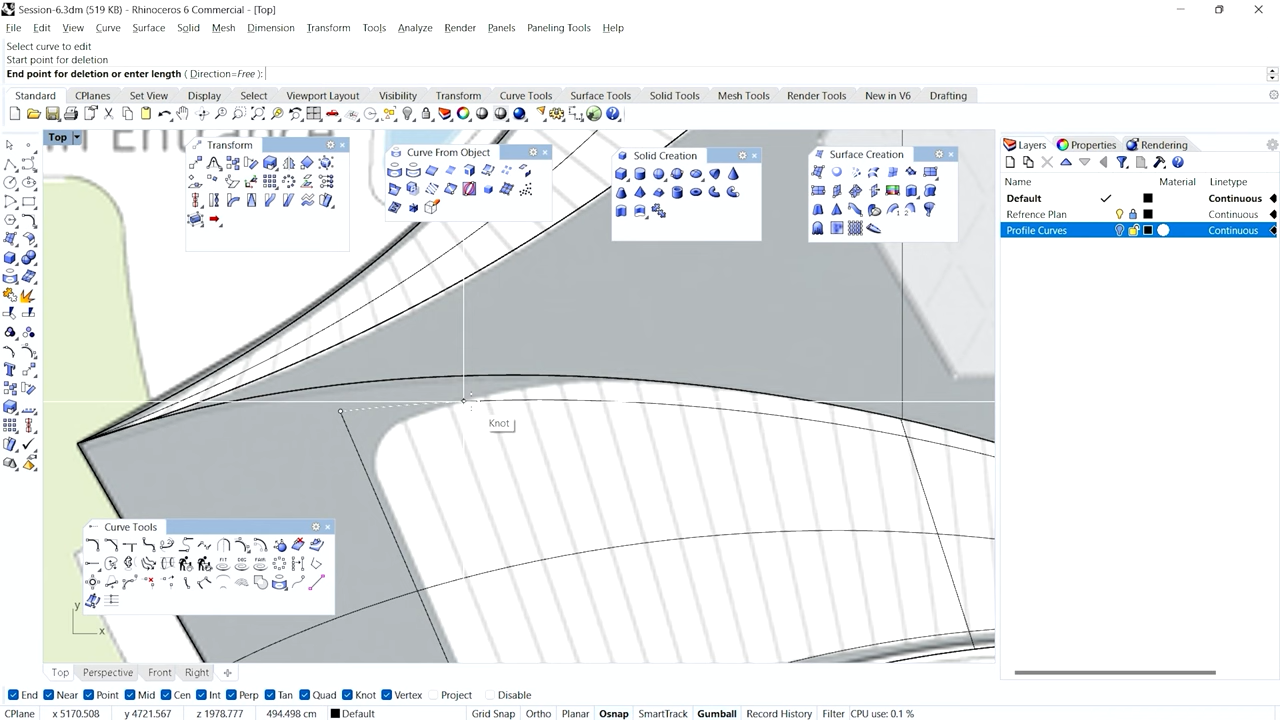 Session-6.3dm (519 KB) - Rhinoceros 6 Commercial - [Top]
File Edit View Curve Surface Solid Mesh Dimension Transform Tools Analyze Render Panels Paneling Tools Help
Select curve to edit
Start point for deletion
End point for deletion or enter length ( Direction=Free ):
Standard CPlanes Set View Display Select Viewport Layout Visibility Transform Curve Tools Surface Tools Solid Tools Mesh Tools Render Tools New in V6 Drafting
Top
Entrance
Transform
Curve From Object
Solid Creation
Surface Creation
Layers Properties Rendering
Name Material Linetype
Default Continuous
Refrence Plan Continuous
Profile Curves Continuous
Knot
Curve Tools
y
x
Top Perspective Front Right
End Near Point Mid Cen Int Perp Tan Quad Knot Vertex Project Disable
CPlane x 5170.508 y 4721.567 z 1978.777 494.498 cm Default Grid Snap Ortho Planar Osnap SmartTrack Gumball Record History Filter CPU use: 0.1 %